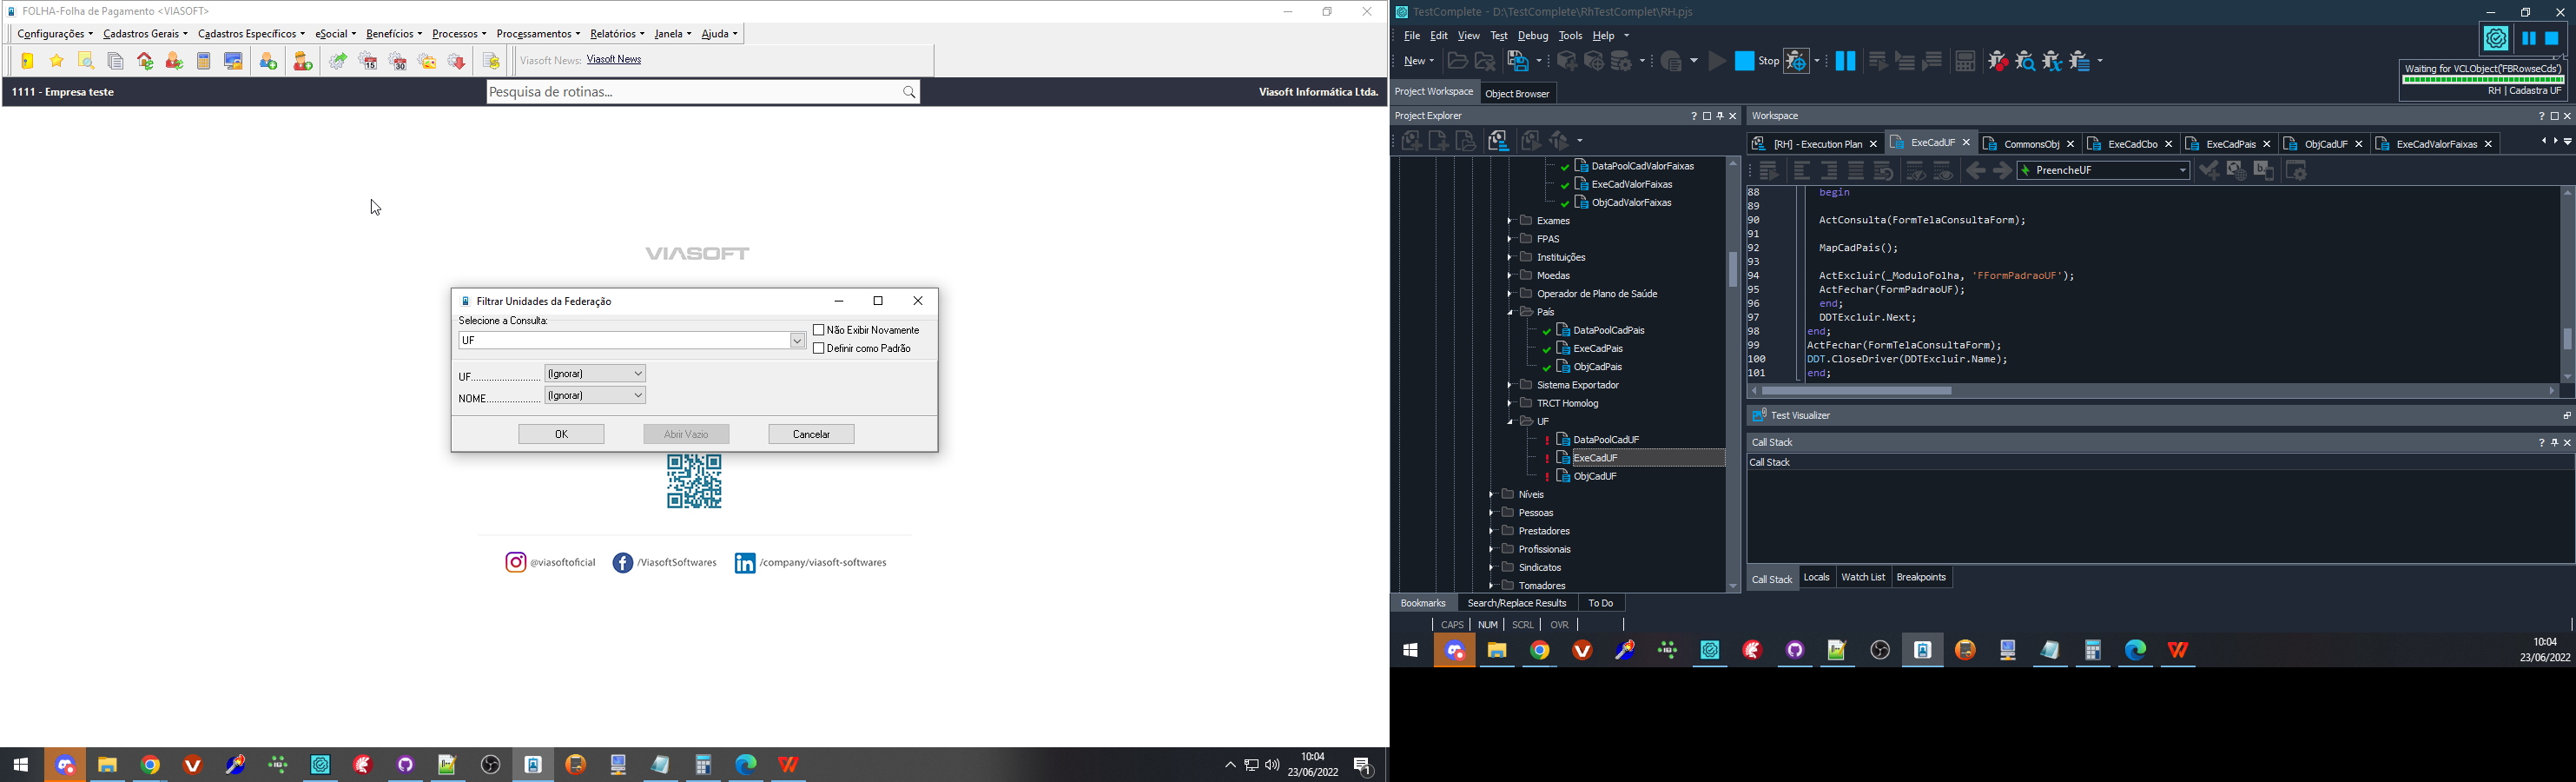 FOLHA-Folha de Pagamento <VIASOFT>
Configurações Cadastros Gerais Cadastros Específicos eSocial Benefícios Processos Processamentos Relatórios Janela Ajuda
15 30 Viasoft News: Viasoft News
1111 - Empresa teste Pesquisa de rotinas... Viasoft Informática Ltda.
VIASOFT
Filtrar Unidades da Federação
Selecione a Consulta:
UF
Não Exibir Novamente
Definir como Padrão
UF.......................... (Ignorar)
NOME.................... (Ignorar)
OK Abrir Vazio Cancelar
@viasoftoficial /ViasoftSoftwares /company/viasoft-softwares
10:04
23/06/2022
1
TestComplete - D:\TestComplete\RhTestComplet\RH.pjs
File Edit View Test Debug Tools Help
New Stop
Waiting for VCLObject("FBRowseCds")
RH | Cadastra UF
Project Workspace Object Browser
Project Explorer
DataPoolCadValorFaixas
ExeCadValorFaixas
ObjCadValorFaixas
Exames
FPAS
Instituições
Moedas
Operador de Plano de Saúde
País
DataPoolCadPais
ExeCadPais
ObjCadPais
Sistema Exportador
TRCT Homolog
UF
DataPoolCadUF
ExeCadUF
ObjCadUF
Níveis
Pessoas
Prestadores
Profissionais
Sindicatos
Tomadores
Bookmarks Search/Replace Results To Do
CAPS NUM SCRL OVR
Workspace
[RH] - Execution Plan ExeCadUF CommonsObj ExeCadCbo ExeCadPais ObjCadUF ExeCadValorFaixas
PreencheUF
88 begin
89
90 ActConsulta(FormTelaConsultaForm);
91
92 MapCadPais();
93
94 ActExcluir(_ModuloFolha, 'FFormPadraoUF');
95 ActFechar(FormPadraoUF);
96 end;
97 DDTExcluir.Next;
98 end;
99 ActFechar(FormTelaConsultaForm);
100 DDT.CloseDriver(DDTExcluir.Name);
101 end;
Test Visualizer
Call Stack
Call Stack
Call Stack Locals Watch List Breakpoints
10:04
23/06/2022